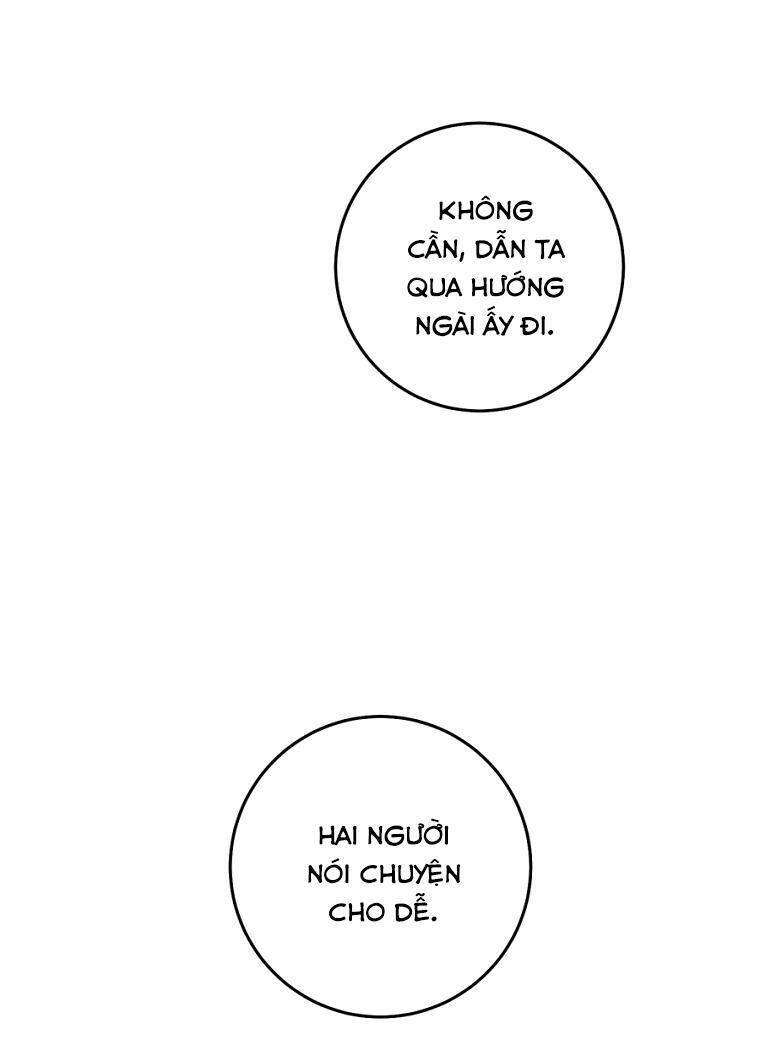 KHÔNG
CẦN, DẪN TA
QUA HƯỚNG
NGÀI ẤY ĐI.
HAI NGƯỜI
NÓI CHUYỆN
CHO DỄ.